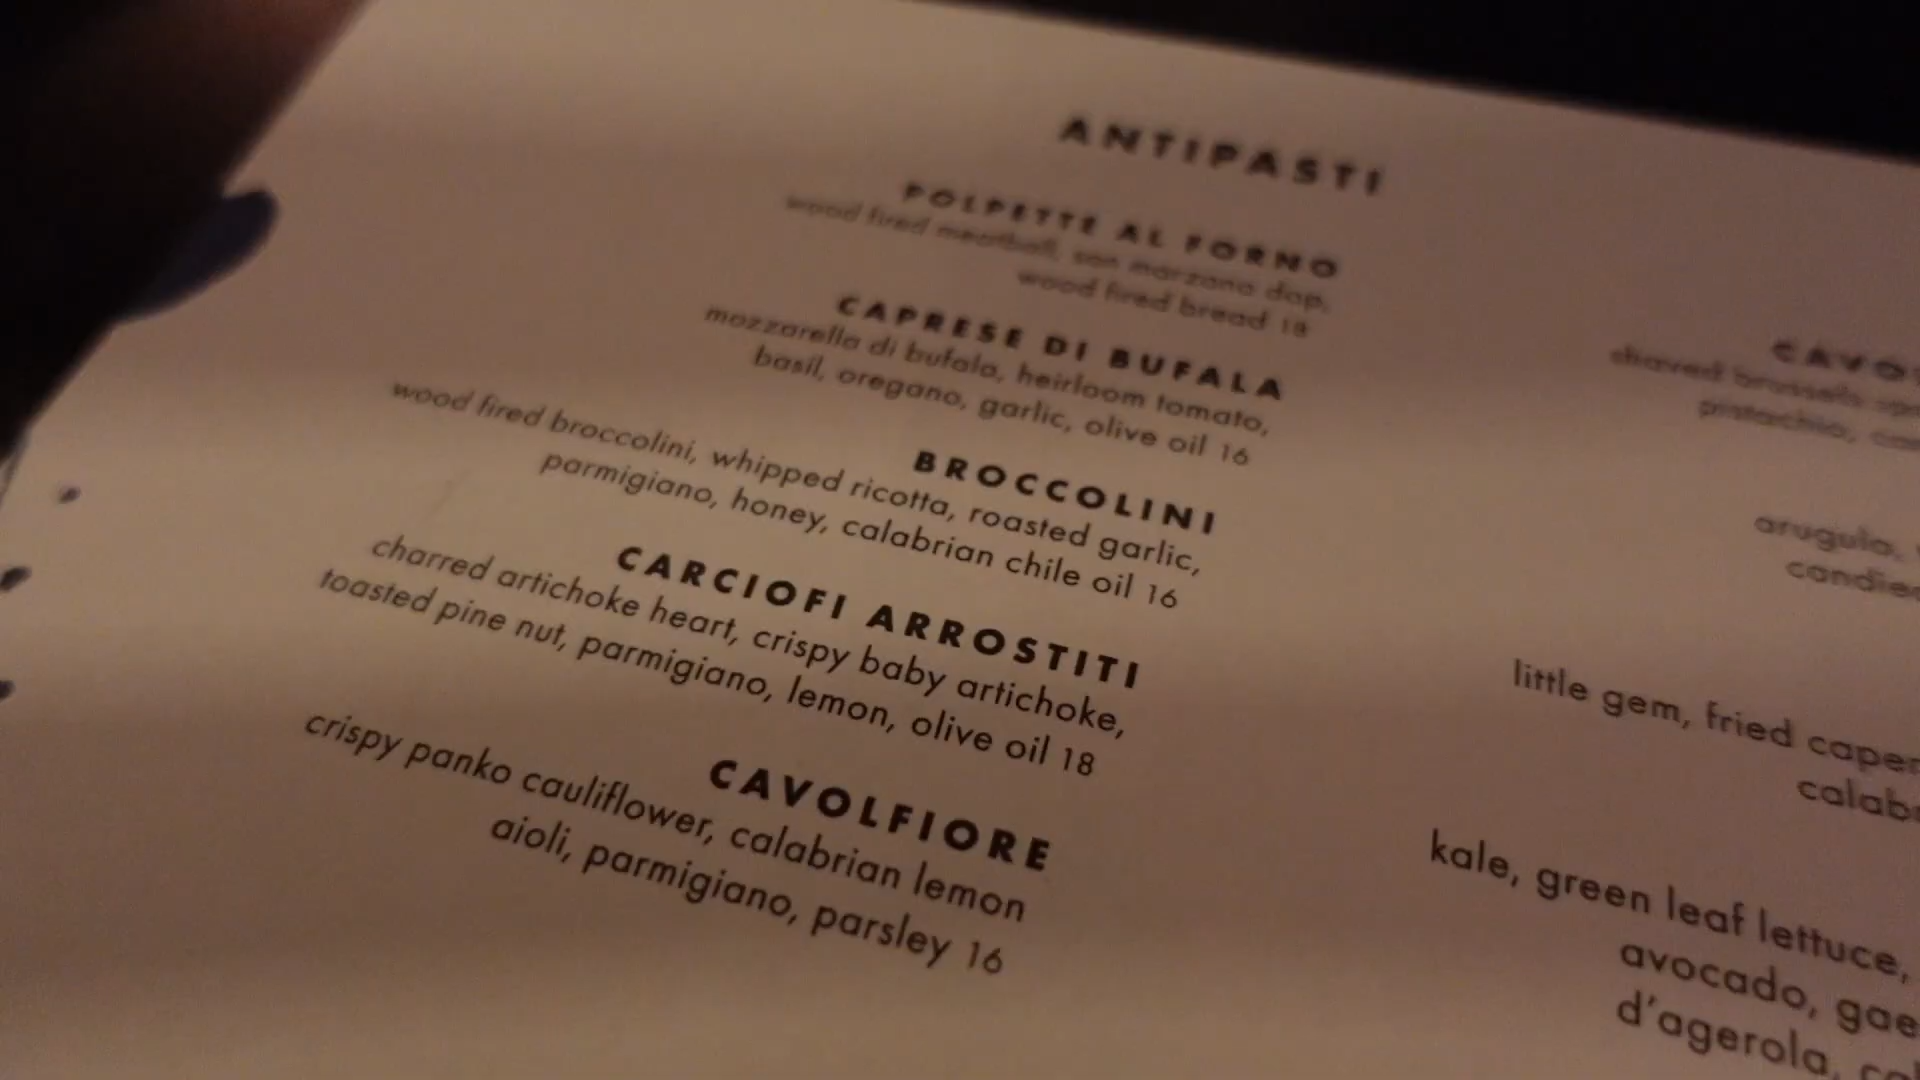 ANTIPASTI
POLPETTE AL FORNO
wood fired meatball, san marzano dop,
wood fired bread 18
CAPRESE DI BUFALA
mozzarella di bufala, heirloom tomato,
basil, oregano, garlic, olive oil 16
BROCCOLINI
wood fired broccolini, whipped ricotta, roasted garlic,
parmigiano, honey, calabrian chile oil 16
CARCIOFI ARROSTITI
charred artichoke heart, crispy baby artichoke,
toasted pine nut, parmigiano, lemon, olive oil 18
CAVOLFIORE
crispy panko cauliflower, calabrian lemon
aioli, parmigiano, parsley 16
shaved brussels
pistachio,
arugula,
little gem, fried
kale, green leaf lettuce,
avocado,
d'agerola,